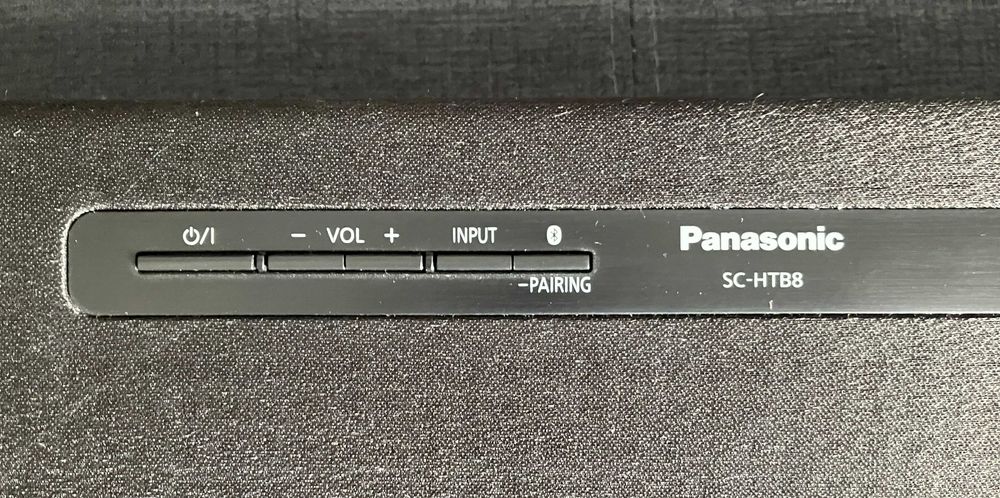 ⏻/I − VOL + INPUT
−PAIRING
Panasonic
SC-HTB8